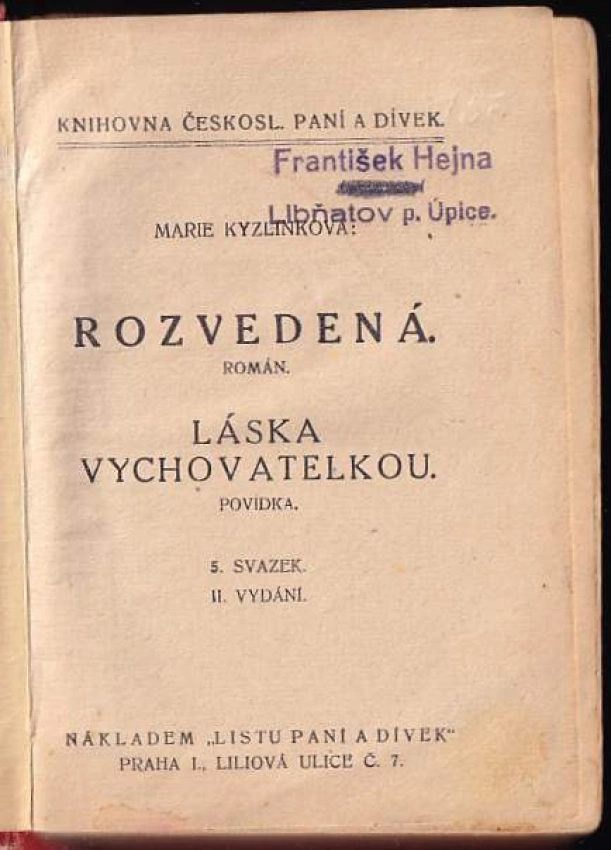 KNIHOVNA ČESKOSL. PANÍ A DÍVEK.
František Hejna
Libňatov p. Úpice.
MARIE KYZLINKOVÁ:
ROZVEDENÁ.
ROMÁN.
LÁSKA
VYCHOVATELKOU.
POVÍDKA.
5. SVAZEK.
II. VYDÁNÍ.
NÁKLADEM „LISTU PANÍ A DÍVEK“
PRAHA I., LILIOVÁ ULICE Č. 7.